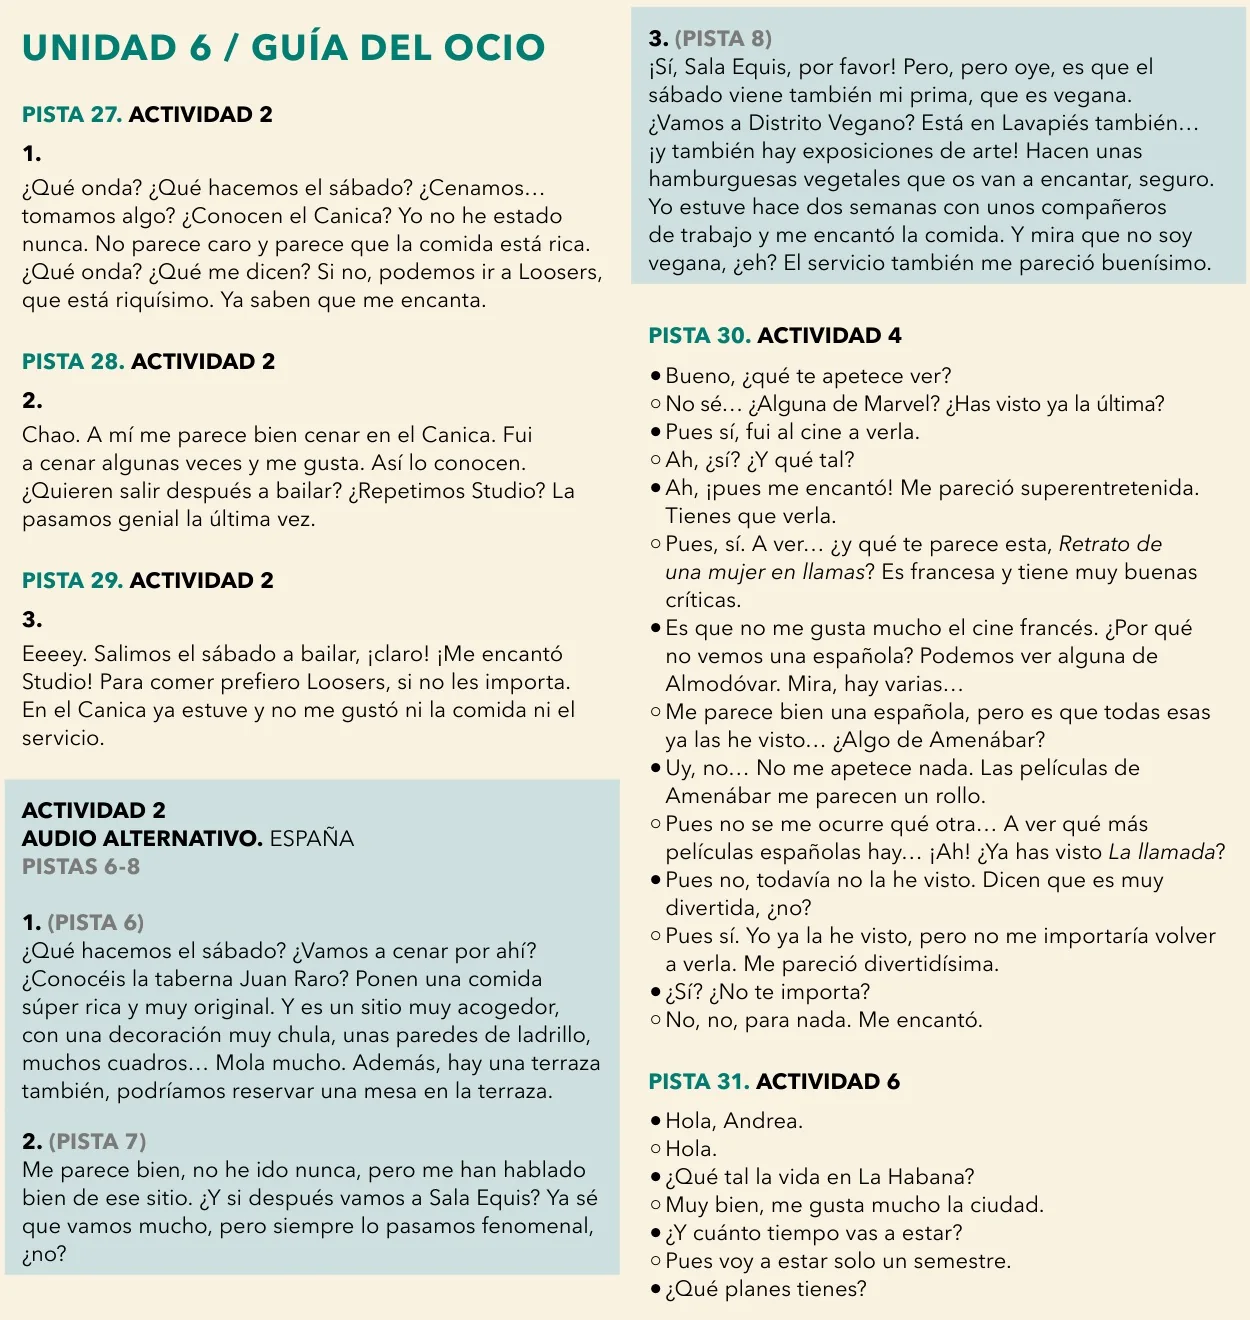 UNIDAD 6 / GUÍA DEL OCIO
PISTA 27. ACTIVIDAD 2
1.
¿Qué onda? ¿Qué hacemos el sábado? ¿Cenamos…
tomamos algo? ¿Conocen el Canica? Yo no he estado
nunca. No parece caro y parece que la comida está rica.
¿Qué onda? ¿Qué me dicen? Si no, podemos ir a Loosers,
que está riquísimo. Ya saben que me encanta.
PISTA 28. ACTIVIDAD 2
2.
Chao. A mí me parece bien cenar en el Canica. Fui
a cenar algunas veces y me gusta. Así lo conocen.
¿Quieren salir después a bailar? ¿Repetimos Studio? La
pasamos genial la última vez.
PISTA 29. ACTIVIDAD 2
3.
Eeeey. Salimos el sábado a bailar, ¡claro! ¡Me encantó
Studio! Para comer prefiero Loosers, si no les importa.
En el Canica ya estuve y no me gustó ni la comida ni el
servicio.
ACTIVIDAD 2
AUDIO ALTERNATIVO. ESPAÑA
PISTAS 6-8
1. (PISTA 6)
¿Qué hacemos el sábado? ¿Vamos a cenar por ahí?
¿Conocéis la taberna Juan Raro? Ponen una comida
súper rica y muy original. Y es un sitio muy acogedor,
con una decoración muy chula, unas paredes de ladrillo,
muchos cuadros… Mola mucho. Además, hay una terraza
también, podríamos reservar una mesa en la terraza.
2. (PISTA 7)
Me parece bien, no he ido nunca, pero me han hablado
bien de ese sitio. ¿Y si después vamos a Sala Equis? Ya sé
que vamos mucho, pero siempre lo pasamos fenomenal,
¿no?
3. (PISTA 8)
¡Sí, Sala Equis, por favor! Pero, pero oye, es que el
sábado viene también mi prima, que es vegana.
¿Vamos a Distrito Vegano? Está en Lavapiés también…
¡y también hay exposiciones de arte! Hacen unas
hamburguesas vegetales que os van a encantar, seguro.
Yo estuve hace dos semanas con unos compañeros
de trabajo y me encantó la comida. Y mira que no soy
vegana, ¿eh? El servicio también me pareció buenísimo.
PISTA 30. ACTIVIDAD 4
● Bueno, ¿qué te apetece ver?
○ No sé… ¿Alguna de Marvel? ¿Has visto ya la última?
● Pues sí, fui al cine a verla.
○ Ah, ¿sí? ¿Y qué tal?
● Ah, ¡pues me encantó! Me pareció superentretenida.
Tienes que verla.
○ Pues, sí. A ver… ¿y qué te parece esta, Retrato de
una mujer en llamas? Es francesa y tiene muy buenas
críticas.
● Es que no me gusta mucho el cine francés. ¿Por qué
no vemos una española? Podemos ver alguna de
Almodóvar. Mira, hay varias…
○ Me parece bien una española, pero es que todas esas
ya las he visto… ¿Algo de Amenábar?
● Uy, no… No me apetece nada. Las películas de
Amenábar me parecen un rollo.
○ Pues no se me ocurre qué otra… A ver qué más
películas españolas hay… ¡Ah! ¿Ya has visto La llamada?
● Pues no, todavía no la he visto. Dicen que es muy
divertida, ¿no?
○ Pues sí. Yo ya la he visto, pero no me importaría volver
a verla. Me pareció divertidísima.
● ¿Sí? ¿No te importa?
○ No, no, para nada. Me encantó.
PISTA 31. ACTIVIDAD 6
● Hola, Andrea.
○ Hola.
● ¿Qué tal la vida en La Habana?
○ Muy bien, me gusta mucho la ciudad.
● ¿Y cuánto tiempo vas a estar?
○ Pues voy a estar solo un semestre.
● ¿Qué planes tienes?